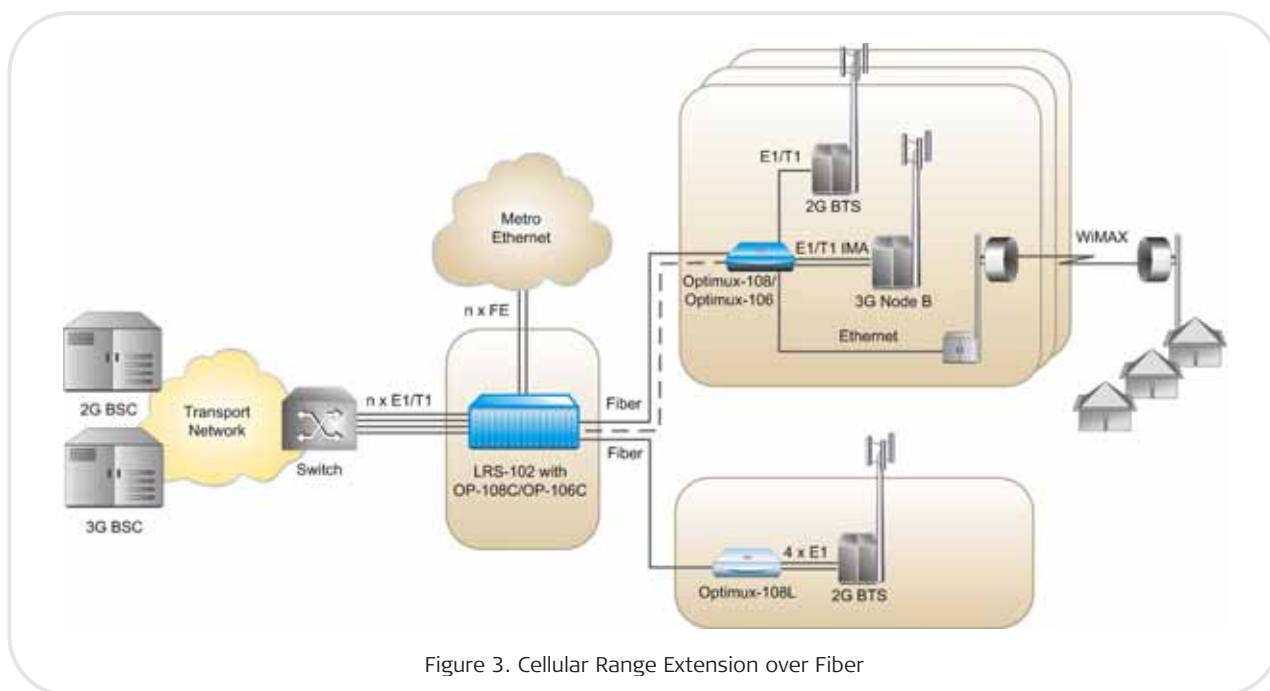 E1/T1
2G BTS
Metro
Ethernet
E1/T1 IMA
WiMAX
Optimux-108/
Optimux-106
3G Node B
n x FE
Ethernet
2G BSC
Transport
Network
n x E1/T1
Fiber
Switch
Fiber
LRS-102 with
OP-108C/OP-106C
3G BSC
4 x E1
Optimux-108L
2G BTS
Figure 3. Cellular Range Extension over Fiber